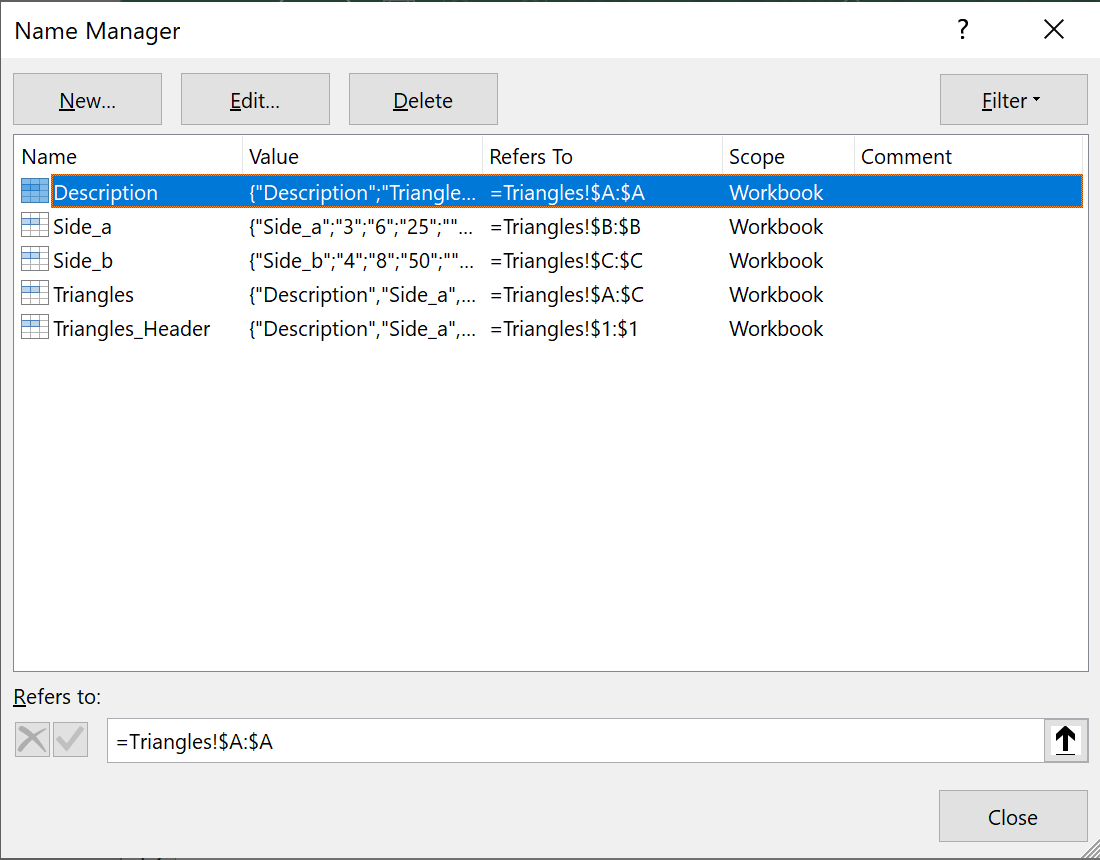 Name Manager ?
New... Edit... Delete Filter
Name Value Refers To Scope Comment
Description {"Description";"Triangle... =Triangles!$A:$A Workbook
Side_a {"Side_a";"3";"6";"25";""... =Triangles!$B:$B Workbook
Side_b {"Side_b";"4";"8";"50";""... =Triangles!$C:$C Workbook
Triangles {"Description","Side_a",... =Triangles!$A:$C Workbook
Triangles_Header {"Description","Side_a",... =Triangles!$1:$1 Workbook
Refers to:
=Triangles!$A:$A
Close